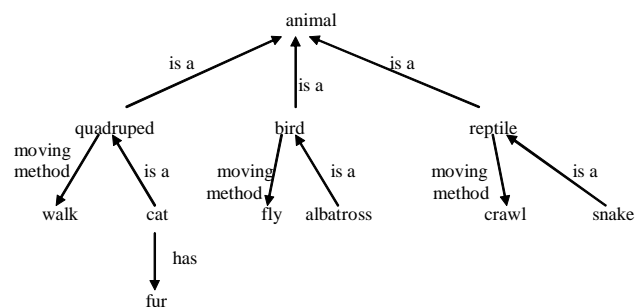 animal
is a
is a
is a
quadruped
bird
reptile
moving
method
is a
moving
method
is a
moving
method
is a
walk
cat
fly
albatross
crawl
snake
has
fur